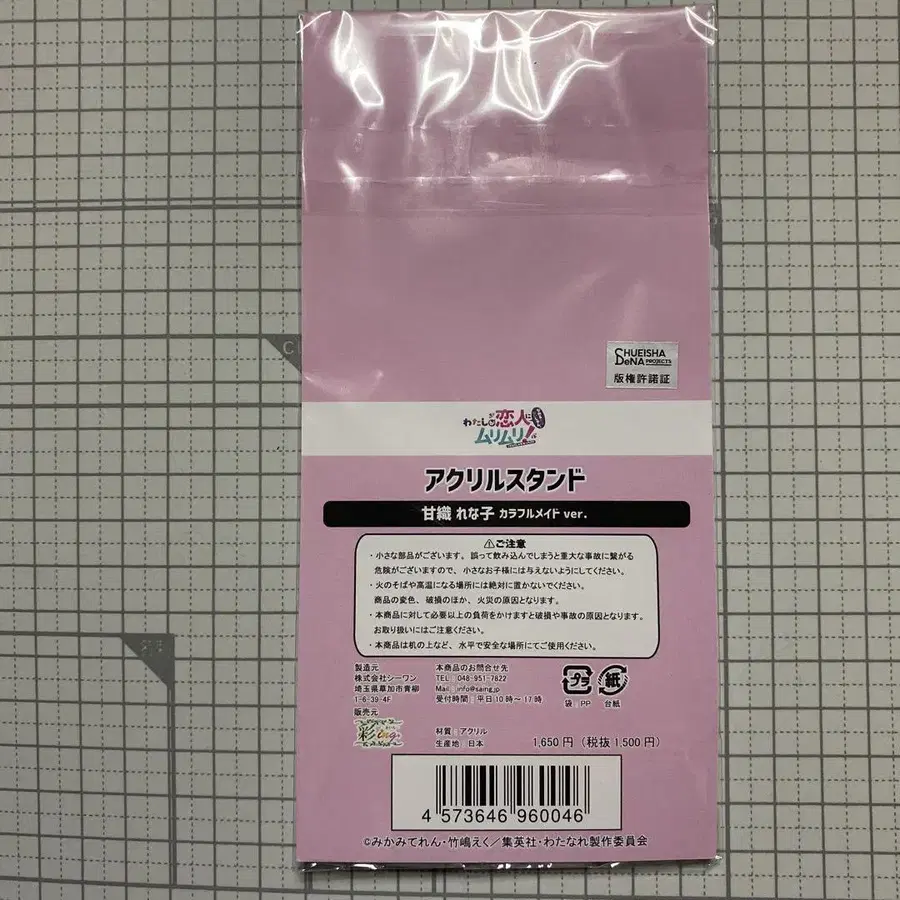 SHUEISHA
DeNA PROJECTS
版権許諾証
わたしが恋人に
ムリムリ!
アクリルスタンド
甘織 れな子 カラフルメイド ver.
⚠ご注意
・小さな部品がございます。誤って飲み込んでしまうと重大な事故に繋がる
危険がございますので、小さなお子様には与えないようにしてください。
・火のそばや高温になる場所には絶対に置かないでください。
商品の変色、破損のほか、火災の原因となります。
・本商品に対して必要以上の負荷をかけますと破損や事故の原因となります。
お取り扱いにはご注意ください。
・本商品は机の上など、水平で安全な場所にてご使用ください。
製造元
株式会社シーワン
埼玉県草加市青柳
1-6-39-4F
販売元
彩ing.
本商品のお問合せ先
TEL: 048-951-7822
Mail: info@saing.jp
受付時間:平日10時～17時
材質:アクリル
生産地:日本
プラ
紙
袋:PP 台紙
1,650円(税抜1,500円)
4 573646 960046
©みかみてれん・竹嶋えく/集英社・わたなれ製作委員会